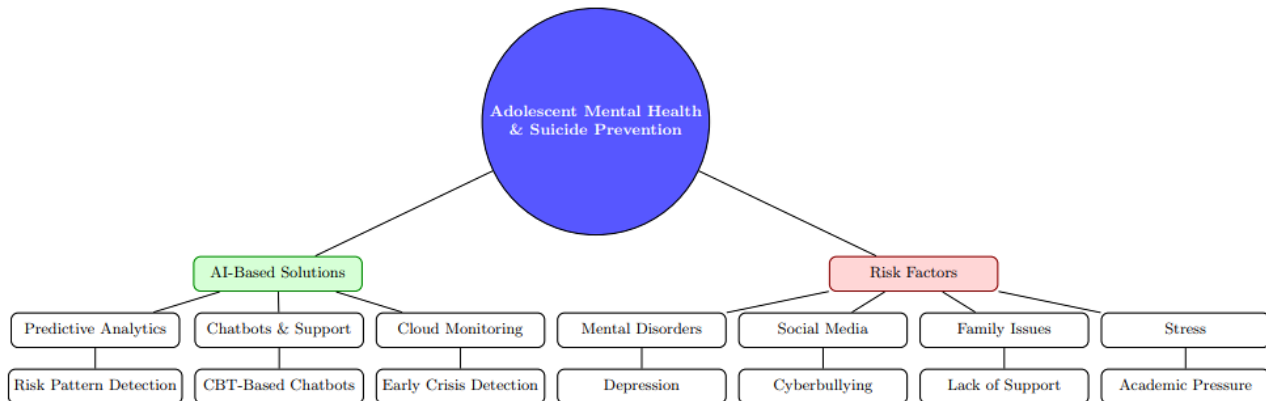 Adolescent Mental Health
& Suicide Prevention
AI-Based Solutions
Risk Factors
Predictive Analytics
Chatbots & Support
Cloud Monitoring
Mental Disorders
Social Media
Family Issues
Stress
Risk Pattern Detection
CBT-Based Chatbots
Early Crisis Detection
Depression
Cyberbullying
Lack of Support
Academic Pressure